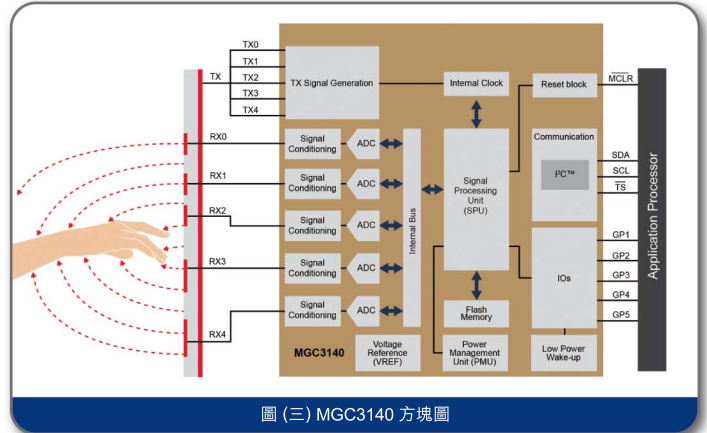 TX0
TX1
TX
TX2
TX3
TX4
TX Signal Generation
Internal Clock
Reset block
MCLR
RX0
Signal
Conditioning
ADC
RX1
Signal
Conditioning
ADC
RX2
Signal
Conditioning
ADC
RX3
Signal
Conditioning
ADC
RX4
Signal
Conditioning
ADC
Internal Bus
Signal
Processing
Unit
(SPU)
Communication
I²C™
SDA
SCL
TS
IOs
GP1
GP2
GP3
GP4
GP5
Application Processor
Flash
Memory
MGC3140
Voltage
Reference
(VREF)
Power
Management
Unit (PMU)
Low Power
Wake-up
圖 (三) MGC3140 方塊圖